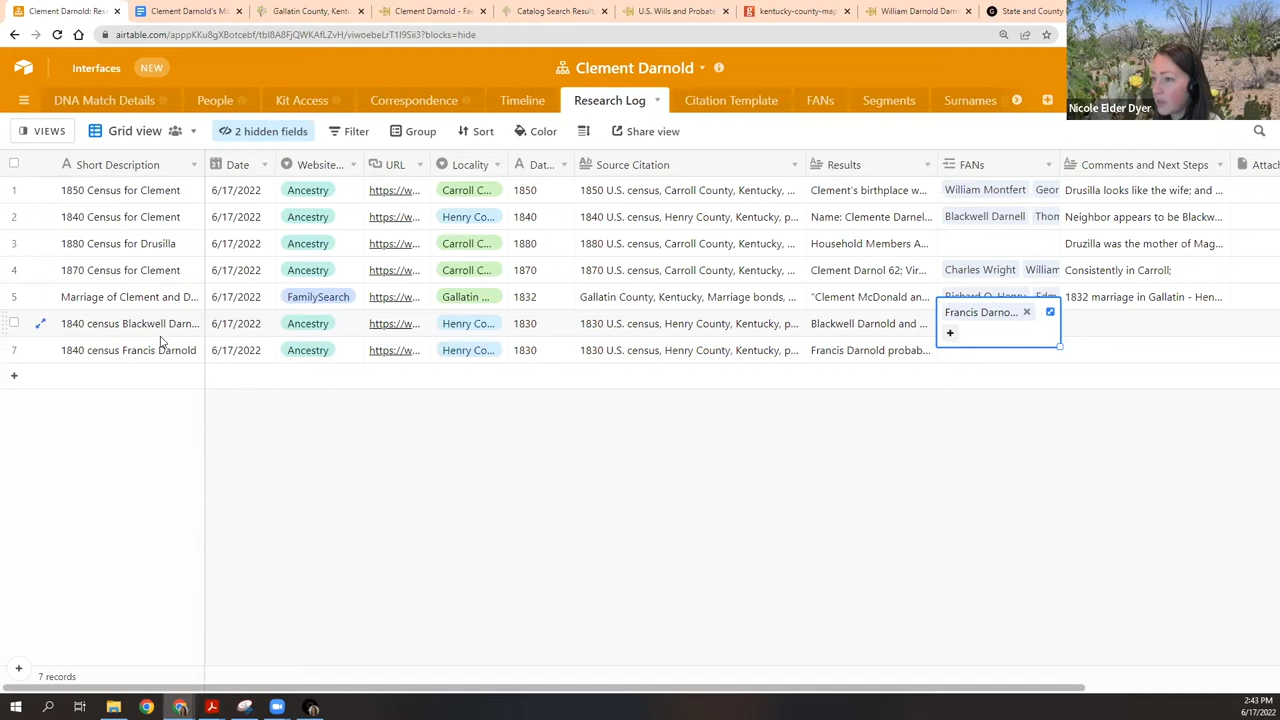 Clement Darnold: Res
Clement Darnold's Mo
Gallatin County, Kentu
Clement Darnold - Fac
Catalog Search Resul
U.S. Wills and Probate
kentucky-county-map
William Darnold Darn
State and County
airtable.com/apppKKu8gXBotcebf/tbl8A8FjQWKAfLZvH/viwoebeLrT1I9Sii3?blocks=hide
Interfaces NEW Clement Darnold
Nicole Elder Dyer
DNA Match Details People Kit Access Correspondence Timeline Research Log Citation Template FANs Segments Surnames
VIEWS Grid view 2 hidden fields Filter Group Sort Color Share view
Short Description Date Website... URL Locality Dat... Source Citation Results FANs Comments and Next Steps Attac
1 1850 Census for Clement 6/17/2022 Ancestry https://w... Carroll C... 1850 1850 U.S. census, Carroll County, Kentucky, ... Clement's birthplace w... William Montfert Geor Drusilla looks like the wife; and ...
2 1840 Census for Clement 6/17/2022 Ancestry https://w... Henry Co... 1840 1840 U.S. census, Henry County, Kentucky, p... Name: Clemente Darnel... Blackwell Darnell Thom Neighbor appears to be Blackw...
3 1880 Census for Drusilla 6/17/2022 Ancestry https://w... Carroll C... 1880 1880 U.S. census, Carroll County, Kentucky, ... Household Members A... Druzilla was the mother of Mag...
4 1870 Census for Clement 6/17/2022 Ancestry https://w... Carroll C... 1870 1870 U.S. census, Carroll County, Kentucky, ... Clement Darnol 62; Vir... Charles Wright William Consistently in Carroll;
5 Marriage of Clement and D... 6/17/2022 FamilySearch https://w... Gallatin ... 1832 Gallatin County, Kentucky, Marriage bonds, ... "Clement McDonald an... Richard O. Henry Edm 1832 marriage in Gallatin - Hen...
1840 census Blackwell Darn... 6/17/2022 Ancestry https://w... Henry Co... 1830 1830 U.S. census, Henry County, Kentucky, p... Blackwell Darnold and ... Francis Darno...
7 1840 census Francis Darnold 6/17/2022 Ancestry https://w... Henry Co... 1830 1830 U.S. census, Henry County, Kentucky, p... Francis Darnold probab...
7 records
2:43 PM
6/17/2022